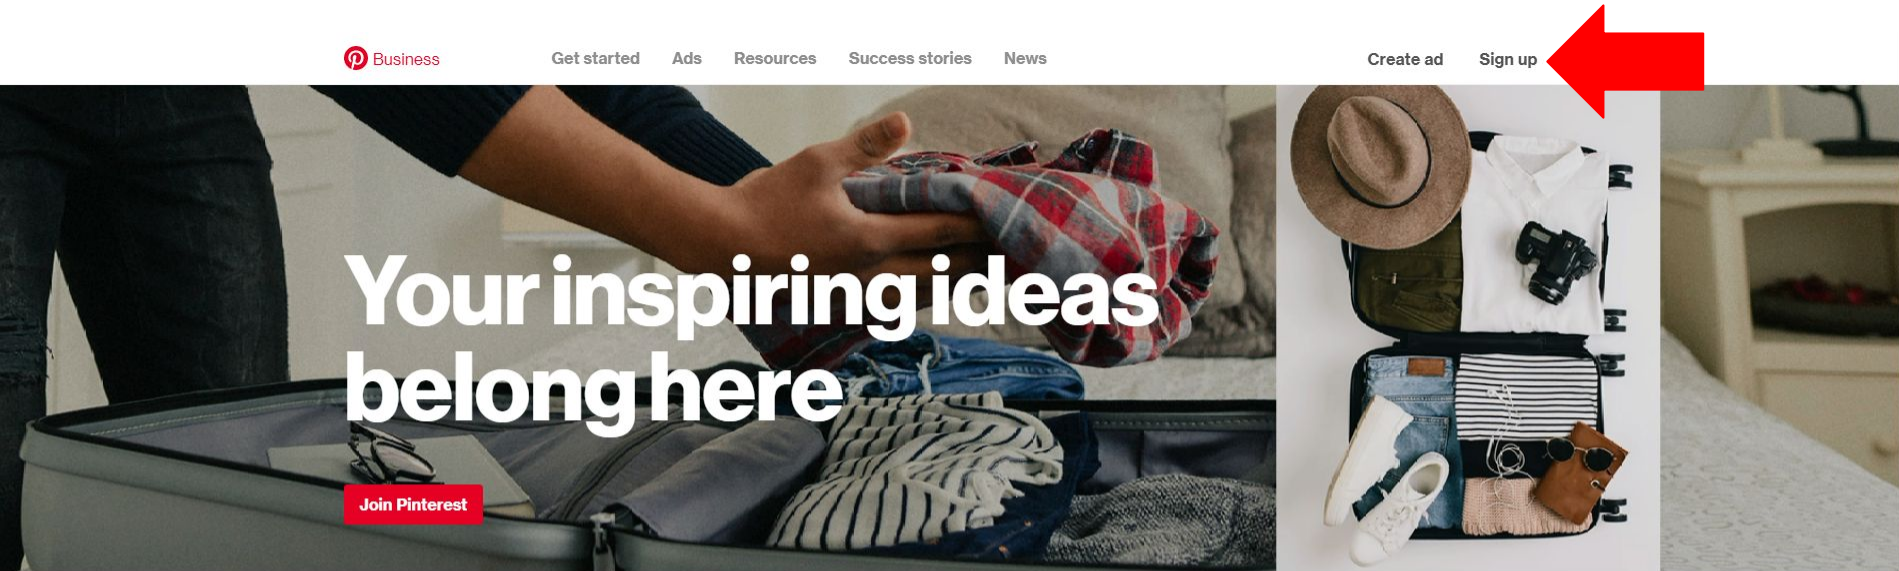 Business
Get started Ads Resources Success stories News
Create ad Sign up
Your inspiring ideas
belong here
Join Pinterest